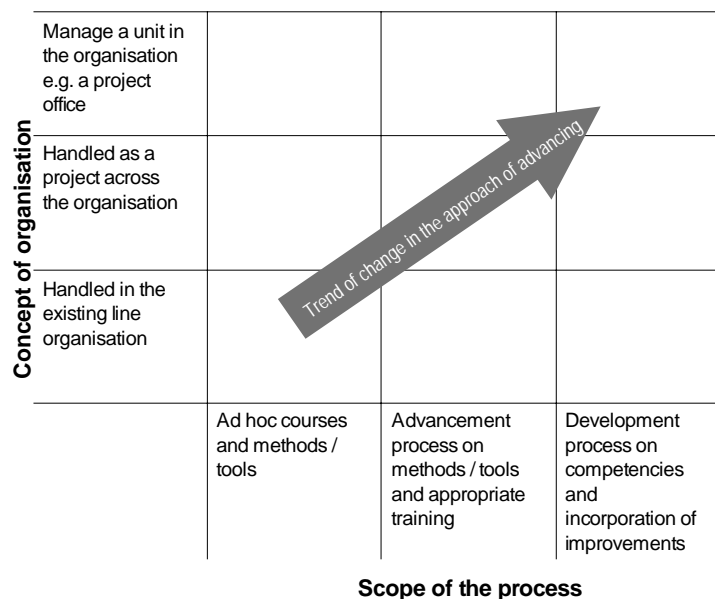 Concept of organisation
Manage a unit in
the organisation
e.g. a project
office
Handled as a
project across
the organisation
Handled in the
existing line
organisation
Trend of change in the approach of advancing
Ad hoc courses
and methods /
tools
Advancement
process on
methods / tools
and appropriate
training
Development
process on
competencies
and
incorporation of
improvements
Scope of the process